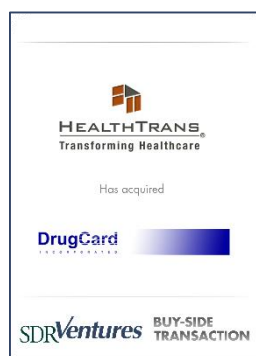 HEALTHTRANS®
Transforming Healthcare
Has acquired
DrugCard
INCORPORATED
SDRVentures BUY-SIDE
TRANSACTION